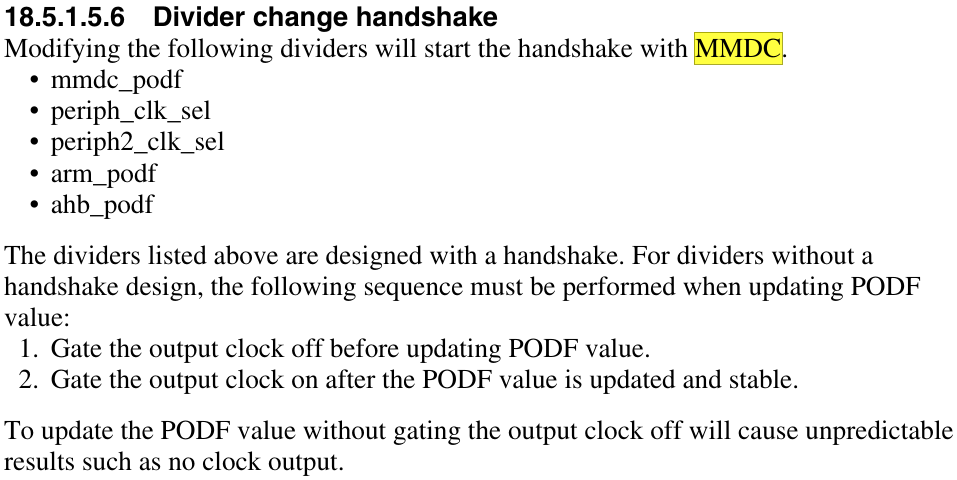 18.5.1.5.6 Divider change handshake
Modifying the following dividers will start the handshake with MMDC.
• mmdc_podf
• periph_clk_sel
• periph2_clk_sel
• arm_podf
• ahb_podf
The dividers listed above are designed with a handshake. For dividers without a
handshake design, the following sequence must be performed when updating PODF
value:
1. Gate the output clock off before updating PODF value.
2. Gate the output clock on after the PODF value is updated and stable.
To update the PODF value without gating the output clock off will cause unpredictable
results such as no clock output.